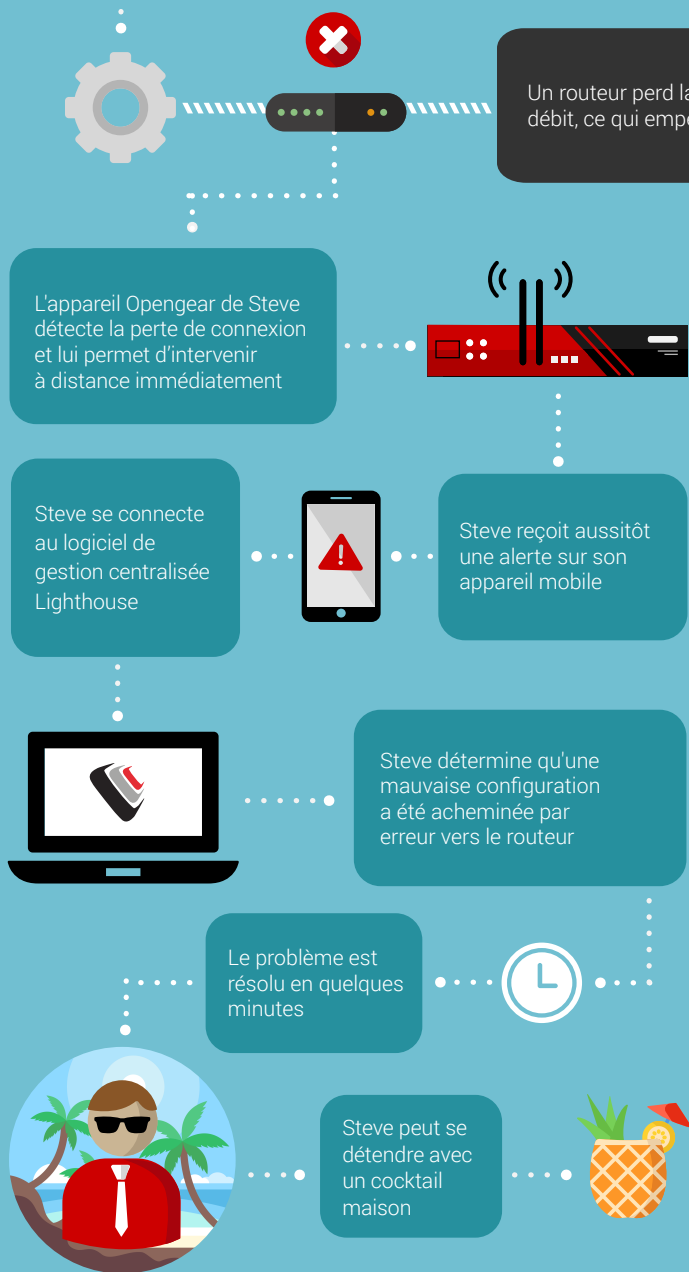 Un routeur perd
débit, ce qui
L'appareil Opengear de Steve
détecte la perte de connexion
et lui permet d’intervenir
à distance immédiatement
Steve reçoit aussitôt
une alerte sur son
appareil mobile
Steve se connecte
au logiciel de
gestion centralisée
Lighthouse
Steve détermine qu'une
mauvaise configuration
a été acheminée par
erreur vers le routeur
Le problème est
résolu en quelques
minutes
Steve peut se
détendre avec
un cocktail
maison